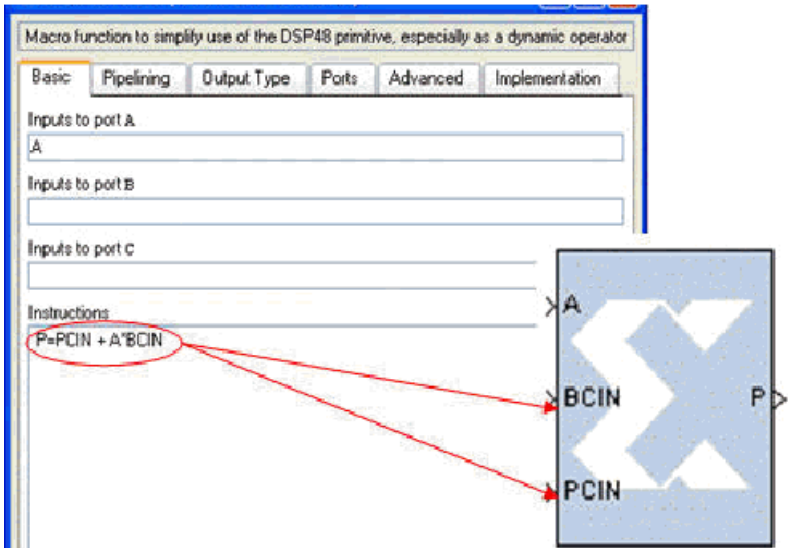 Macro function to simplify use of the DSP48 primitive, especially as a dynamic operator
Basic Pipelining Output Type Ports Advanced Implementation
Inputs to port A
A
Inputs to port B
Inputs to port C
Instructions
P=PCIN + A*BCIN
A
BCIN P
PCIN